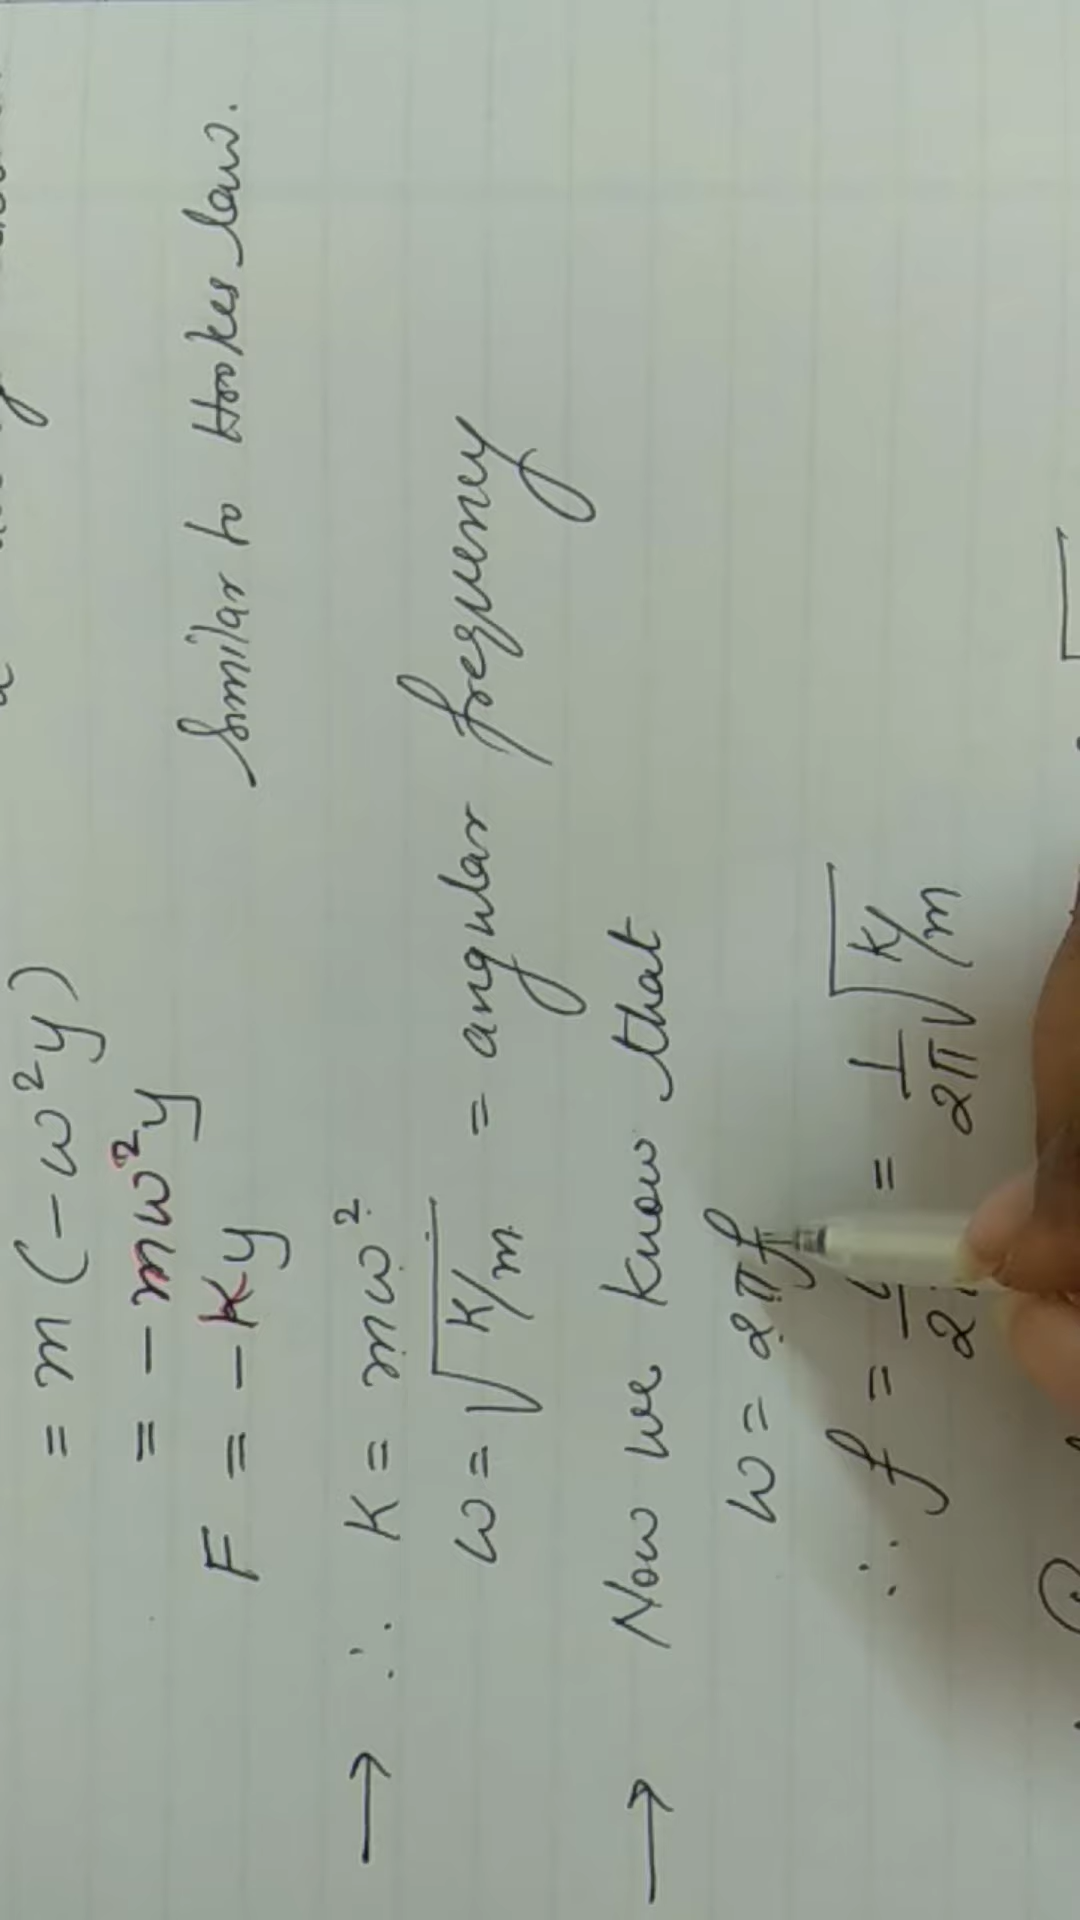 = m (-ω²y)
= -mω²y
F = -Ky Similar to Hookes law.
→ ∴ K = mω²
ω = √K/m = angular frequency
→ Now we know that
ω = 2πf
∴ f = = 1/2π √K/m